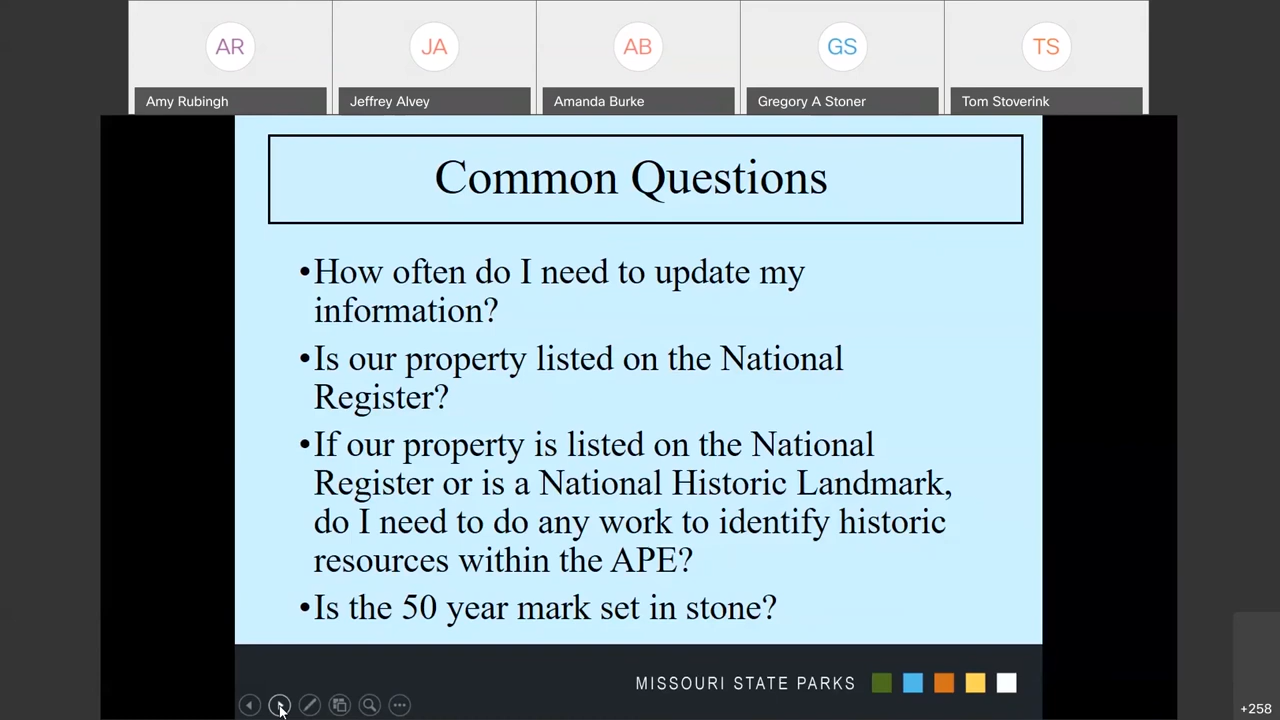 AR
JA
AB
GS
TS
Amy Rubingh
Jeffrey Alvey
Amanda Burke
Gregory A Stoner
Tom Stoverink
Common Questions
•How often do I need to update my
information?
•Is our property listed on the National
Register?
•If our property is listed on the National
Register or is a National Historic Landmark,
do I need to do any work to identify historic
resources within the APE?
•Is the 50 year mark set in stone?
MISSOURI STATE PARKS
+258